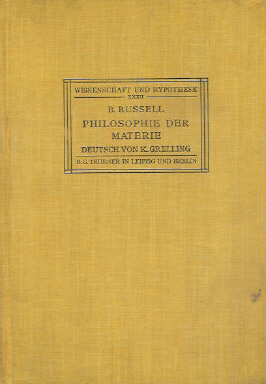 WISSENSCHAFT UND HYPOTHESE
XXXII
B. RUSSELL
PHILOSOPHIE DER
MATERIE
DEUTSCH VON K. GRELLING
B. G. TEUBNER IN LEIPZIG UND BERLIN